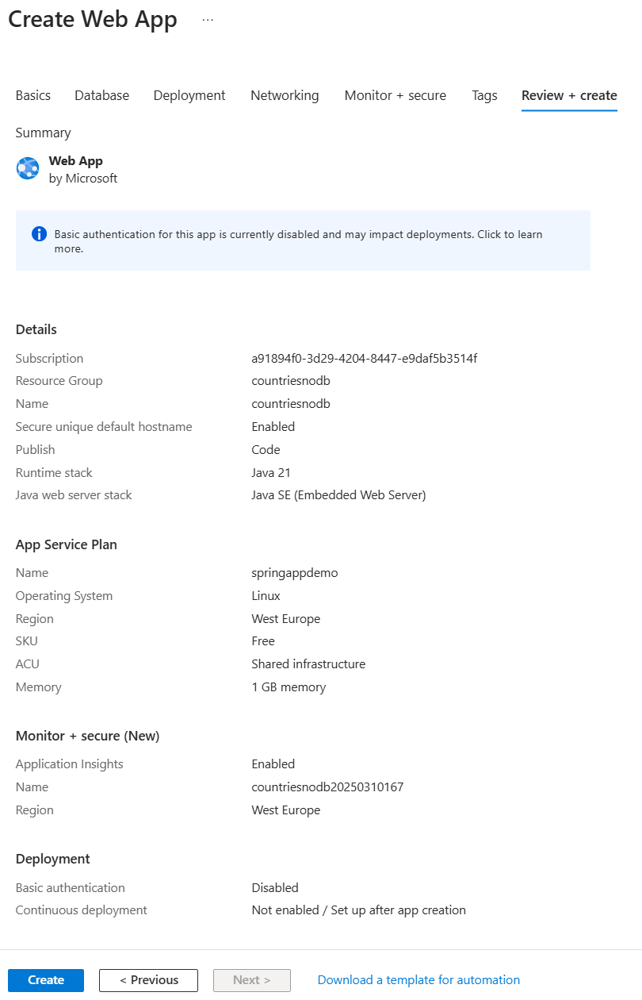 Create Web App ...
Basics Database Deployment Networking Monitor + secure Tags Review + create
Summary
Web App
by Microsoft
Basic authentication for this app is currently disabled and may impact deployments. Click to learn
more.
Details
Subscription a91894f0-3d29-4204-8447-e9daf5b3514f
Resource Group countriesnodb
Name countriesnodb
Secure unique default hostname Enabled
Publish Code
Runtime stack Java 21
Java web server stack Java SE (Embedded Web Server)
App Service Plan
Name springappdemo
Operating System Linux
Region West Europe
SKU Free
ACU Shared infrastructure
Memory 1 GB memory
Monitor + secure (New)
Application Insights Enabled
Name countriesnodb20250310167
Region West Europe
Deployment
Basic authentication Disabled
Continuous deployment Not enabled / Set up after app creation
Create < Previous Next > Download a template for automation